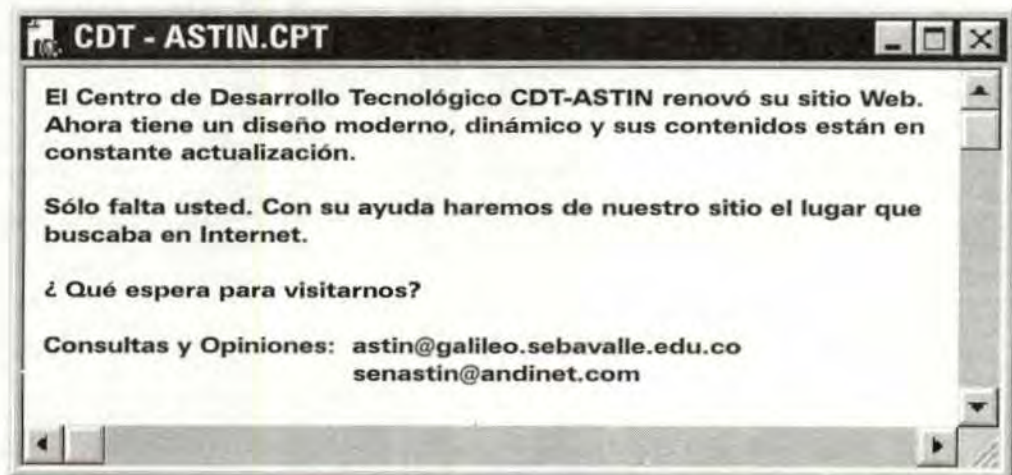 CDT - ASTIN.CPT
El Centro de Desarrollo Tecnológico CDT-ASTIN renovó su sitio Web.
Ahora tiene un diseño moderno, dinámico y sus contenidos están en
constante actualización.
Sólo falta usted. Con su ayuda haremos de nuestro sitio el lugar que
buscaba en Internet.
¿ Qué espera para visitarnos?
Consultas y Opiniones: astin@galileo.sebavalle.edu.co
senastin@andinet.com